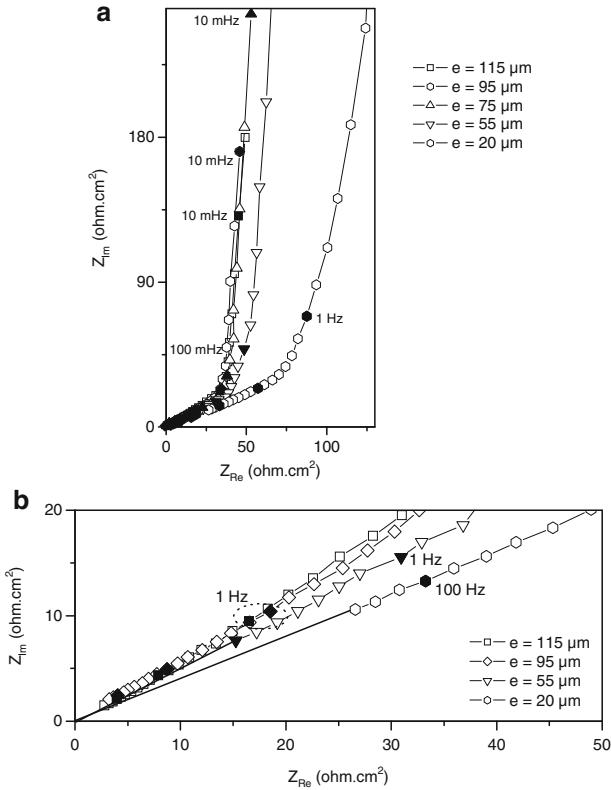 a
10 mHz
e = 115 µm
e = 95 µm
e = 75 µm
e = 55 µm
e = 20 µm
180
10 mHz
10 mHz
Z_Im (ohm.cm²)
90
1 Hz
100 mHz
0
0 50 100
Z_Re (ohm.cm²)
b
20
1 Hz
1 Hz
100 Hz
Z_Im (ohm.cm²)
10
e = 115 µm
e = 95 µm
e = 55 µm
e = 20 µm
0
0 10 20 30 40 50
Z_Re (ohm.cm²)